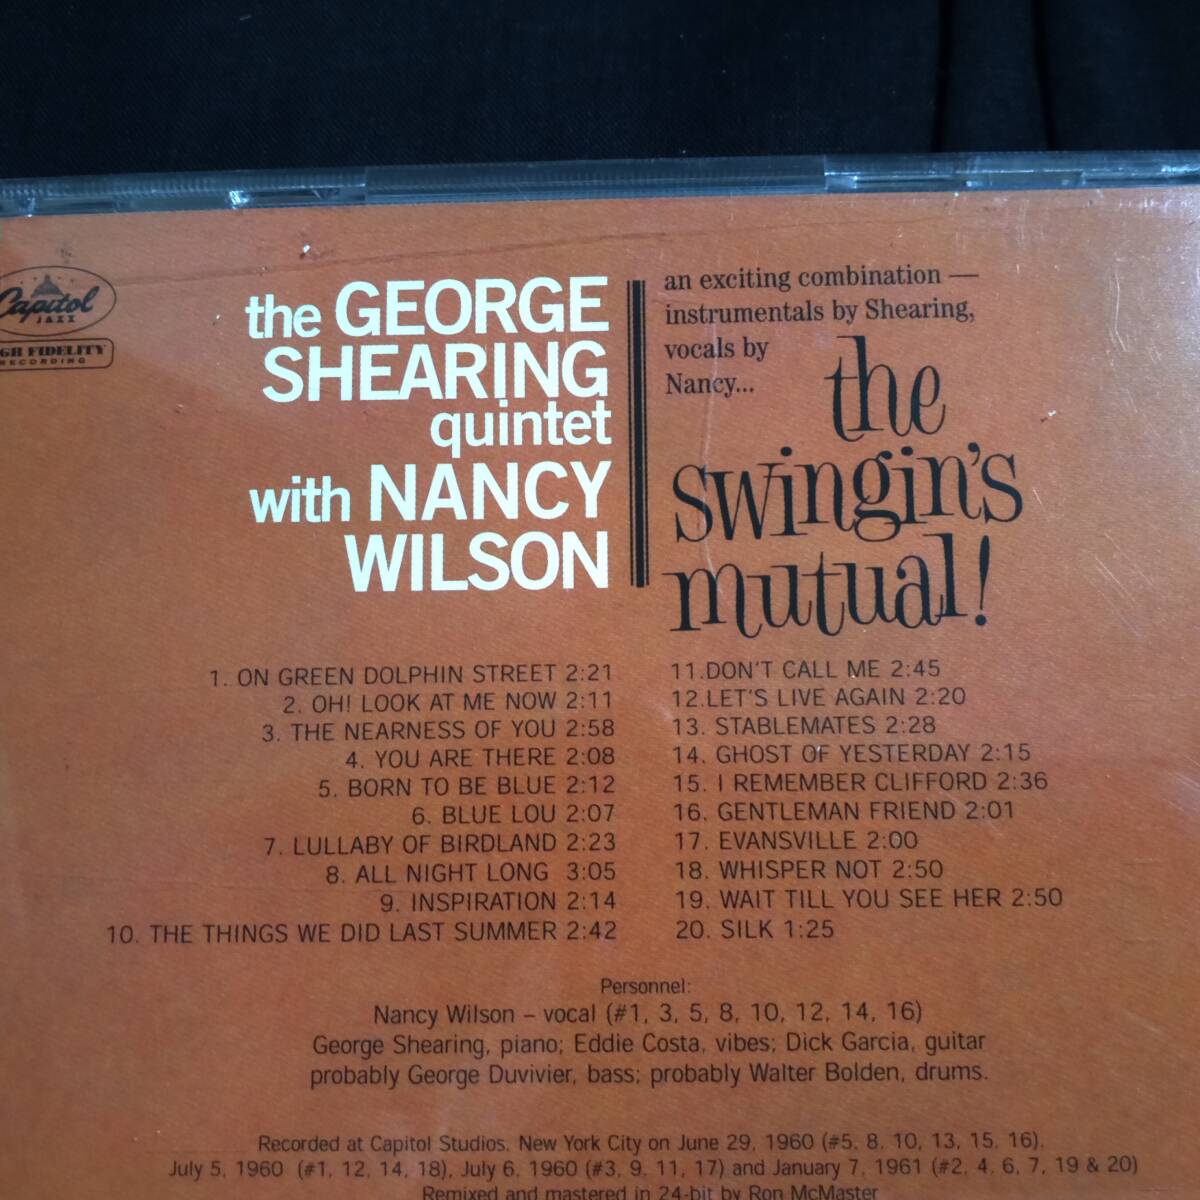 Capitol
JAZZ
GH FIDELITY
RECORDING
the GEORGE
SHEARING
quintet
with NANCY
WILSON
an exciting combination —
instrumentals by Shearing,
vocals by
Nancy...
the
swingin's
mutual!
1. ON GREEN DOLPHIN STREET 2:21
2. OH! LOOK AT ME NOW 2:11
3. THE NEARNESS OF YOU 2:58
4. YOU ARE THERE 2:08
5. BORN TO BE BLUE 2:12
6. BLUE LOU 2:07
7. LULLABY OF BIRDLAND 2:23
8. ALL NIGHT LONG 3:05
9. INSPIRATION 2:14
10. THE THINGS WE DID LAST SUMMER 2:42
11.DON'T CALL ME 2:45
12.LET'S LIVE AGAIN 2:20
13. STABLEMATES 2:28
14. GHOST OF YESTERDAY 2:15
15. I REMEMBER CLIFFORD 2:36
16. GENTLEMAN FRIEND 2:01
17. EVANSVILLE 2:00
18. WHISPER NOT 2:50
19. WAIT TILL YOU SEE HER 2:50
20. SILK 1:25
Personnel:
Nancy Wilson – vocal (#1, 3, 5, 8, 10, 12, 14, 16)
George Shearing, piano; Eddie Costa, vibes; Dick Garcia, guitar
probably George Duvivier, bass; probably Walter Bolden, drums.
Recorded at Capitol Studios, New York City on June 29, 1960 (#5, 8, 10, 13, 15, 16),
July 5, 1960 (#1, 12, 14, 18), July 6, 1960 (#3, 9, 11, 17) and January 7, 1961 (#2, 4, 6, 7, 19 & 20)
Remixed and mastered in 24-bit by Ron McMaster